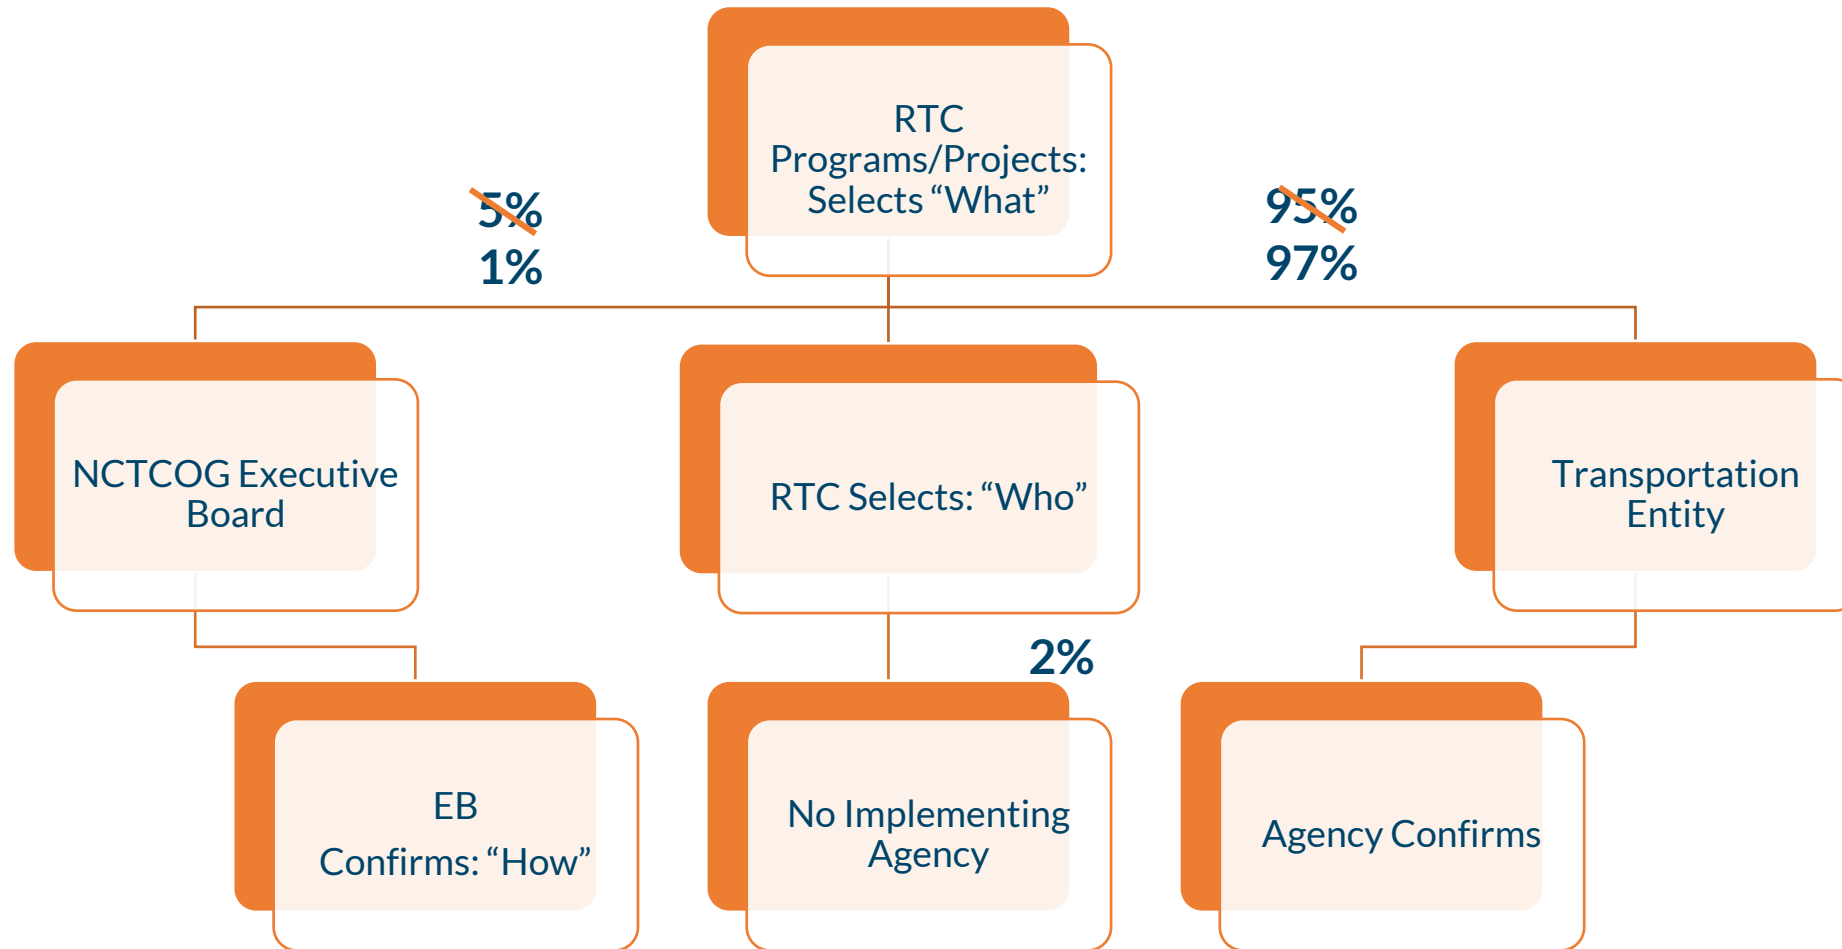 RTC
Programs/Projects:
Selects “What”
5%
1%
95%
97%
NCTCOG Executive
Board
RTC Selects: “Who”
Transportation
Entity
2%
EB
Confirms: “How”
No Implementing
Agency
Agency Confirms